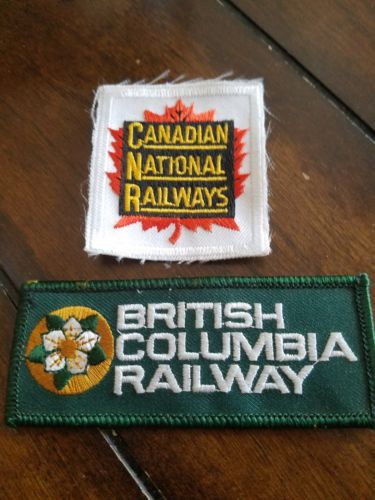 CANADIAN
NATIONAL
RAILWAYS
BRITISH
COLUMBIA
RAILWAY